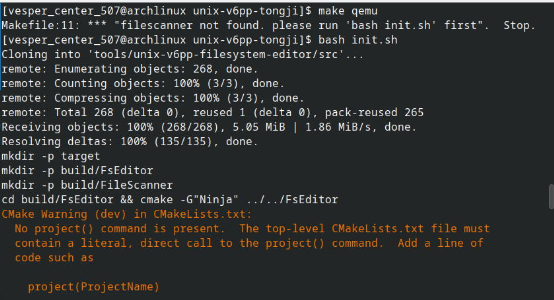 [vesper_center_507@archlinux unix-v6pp-tongji]$ make qemu
Makefile:11: *** "filescanner not found. please run 'bash init.sh' first".  Stop.
[vesper_center_507@archlinux unix-v6pp-tongji]$ bash init.sh
Cloning into 'tools/unix-v6pp-filesystem-editor/src'...
remote: Enumerating objects: 268, done.
remote: Counting objects: 100% (3/3), done.
remote: Compressing objects: 100% (3/3), done.
remote: Total 268 (delta 0), reused 1 (delta 0), pack-reused 265
Receiving objects: 100% (268/268), 5.05 MiB | 1.86 MiB/s, done.
Resolving deltas: 100% (135/135), done.
mkdir -p target
mkdir -p build/FsEditor
mkdir -p build/FileScanner
cd build/FsEditor && cmake -G"Ninja" ../../FsEditor
CMake Warning (dev) in CMakeLists.txt:
  No project() command is present.  The top-level CMakeLists.txt file must
  contain a literal, direct call to the project() command.  Add a line of
  code such as
    project(ProjectName)